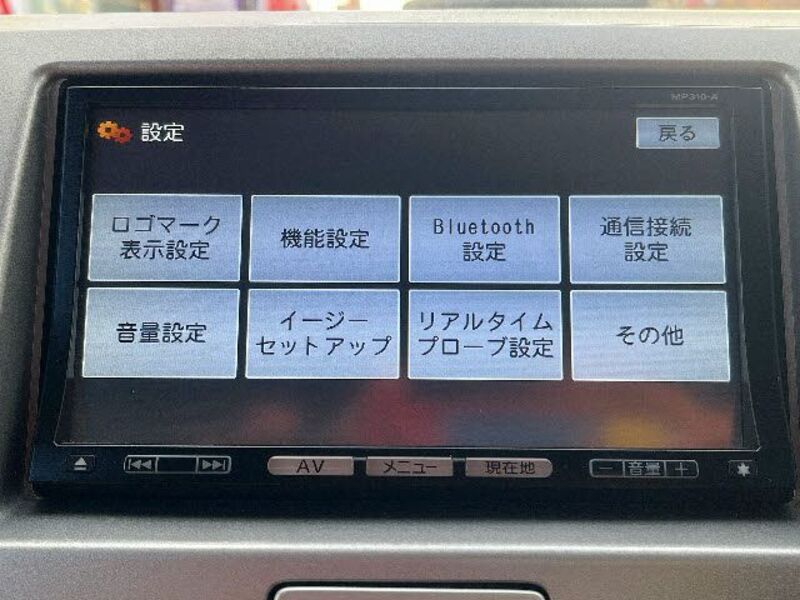 MP310-A
設定
戻る
ロゴマーク
表示設定
機能設定
Bluetooth
設定
通信接続
設定
音量設定
イージー
セットアップ
リアルタイム
プローブ設定
その他
AV
メニュー
現在地
− 音量 +